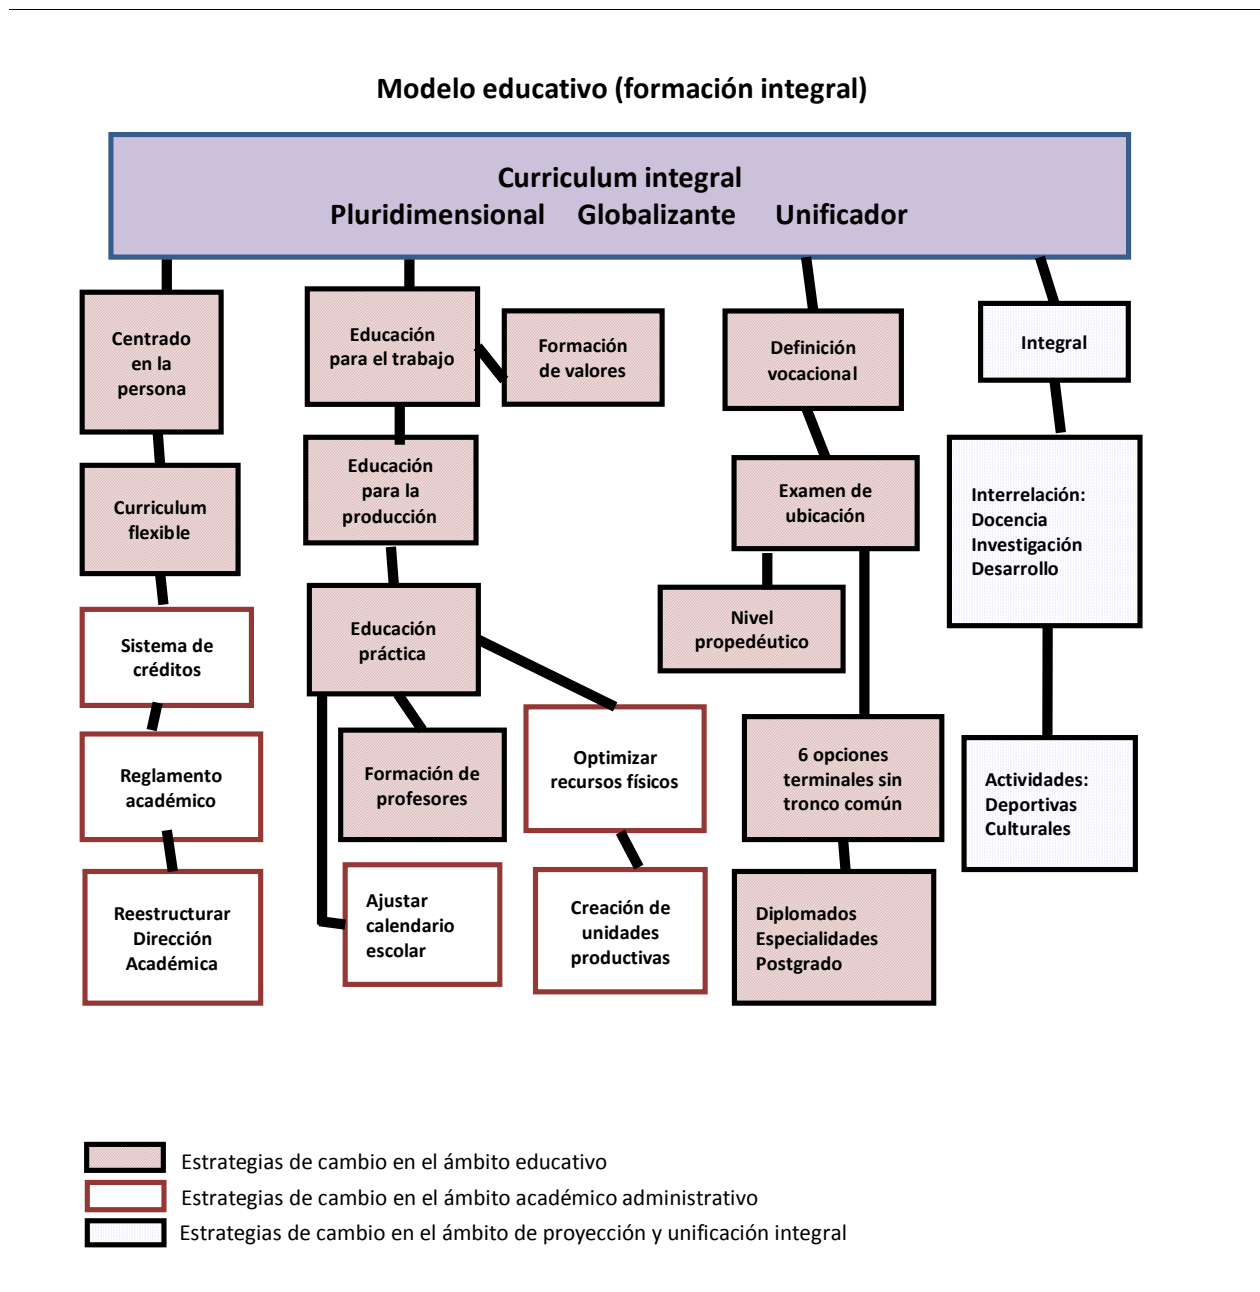 Modelo educativo (formación integral)
Curriculum integral
Pluridimensional Globalizante Unificador
Centrado
en la
persona
Curriculum
flexible
Sistema de
créditos
Reglamento
académico
Reestructurar
Dirección
Académica
Educación
para el trabajo
Formación
de valores
Educación
para la
producción
Educación
práctica
Formación de
profesores
Ajustar
calendario
escolar
Optimizar
recursos físicos
Creación de
unidades
productivas
Definición
vocacional
Examen de
ubicación
Nivel
propedéutico
6 opciones
terminales sin
tronco común
Diplomados
Especialidades
Postgrado
Integral
Interrelación:
Docencia
Investigación
Desarrollo
Actividades:
Deportivas
Culturales
Estrategias de cambio en el ámbito educativo
Estrategias de cambio en el ámbito académico administrativo
Estrategias de cambio en el ámbito de proyección y unificación integral